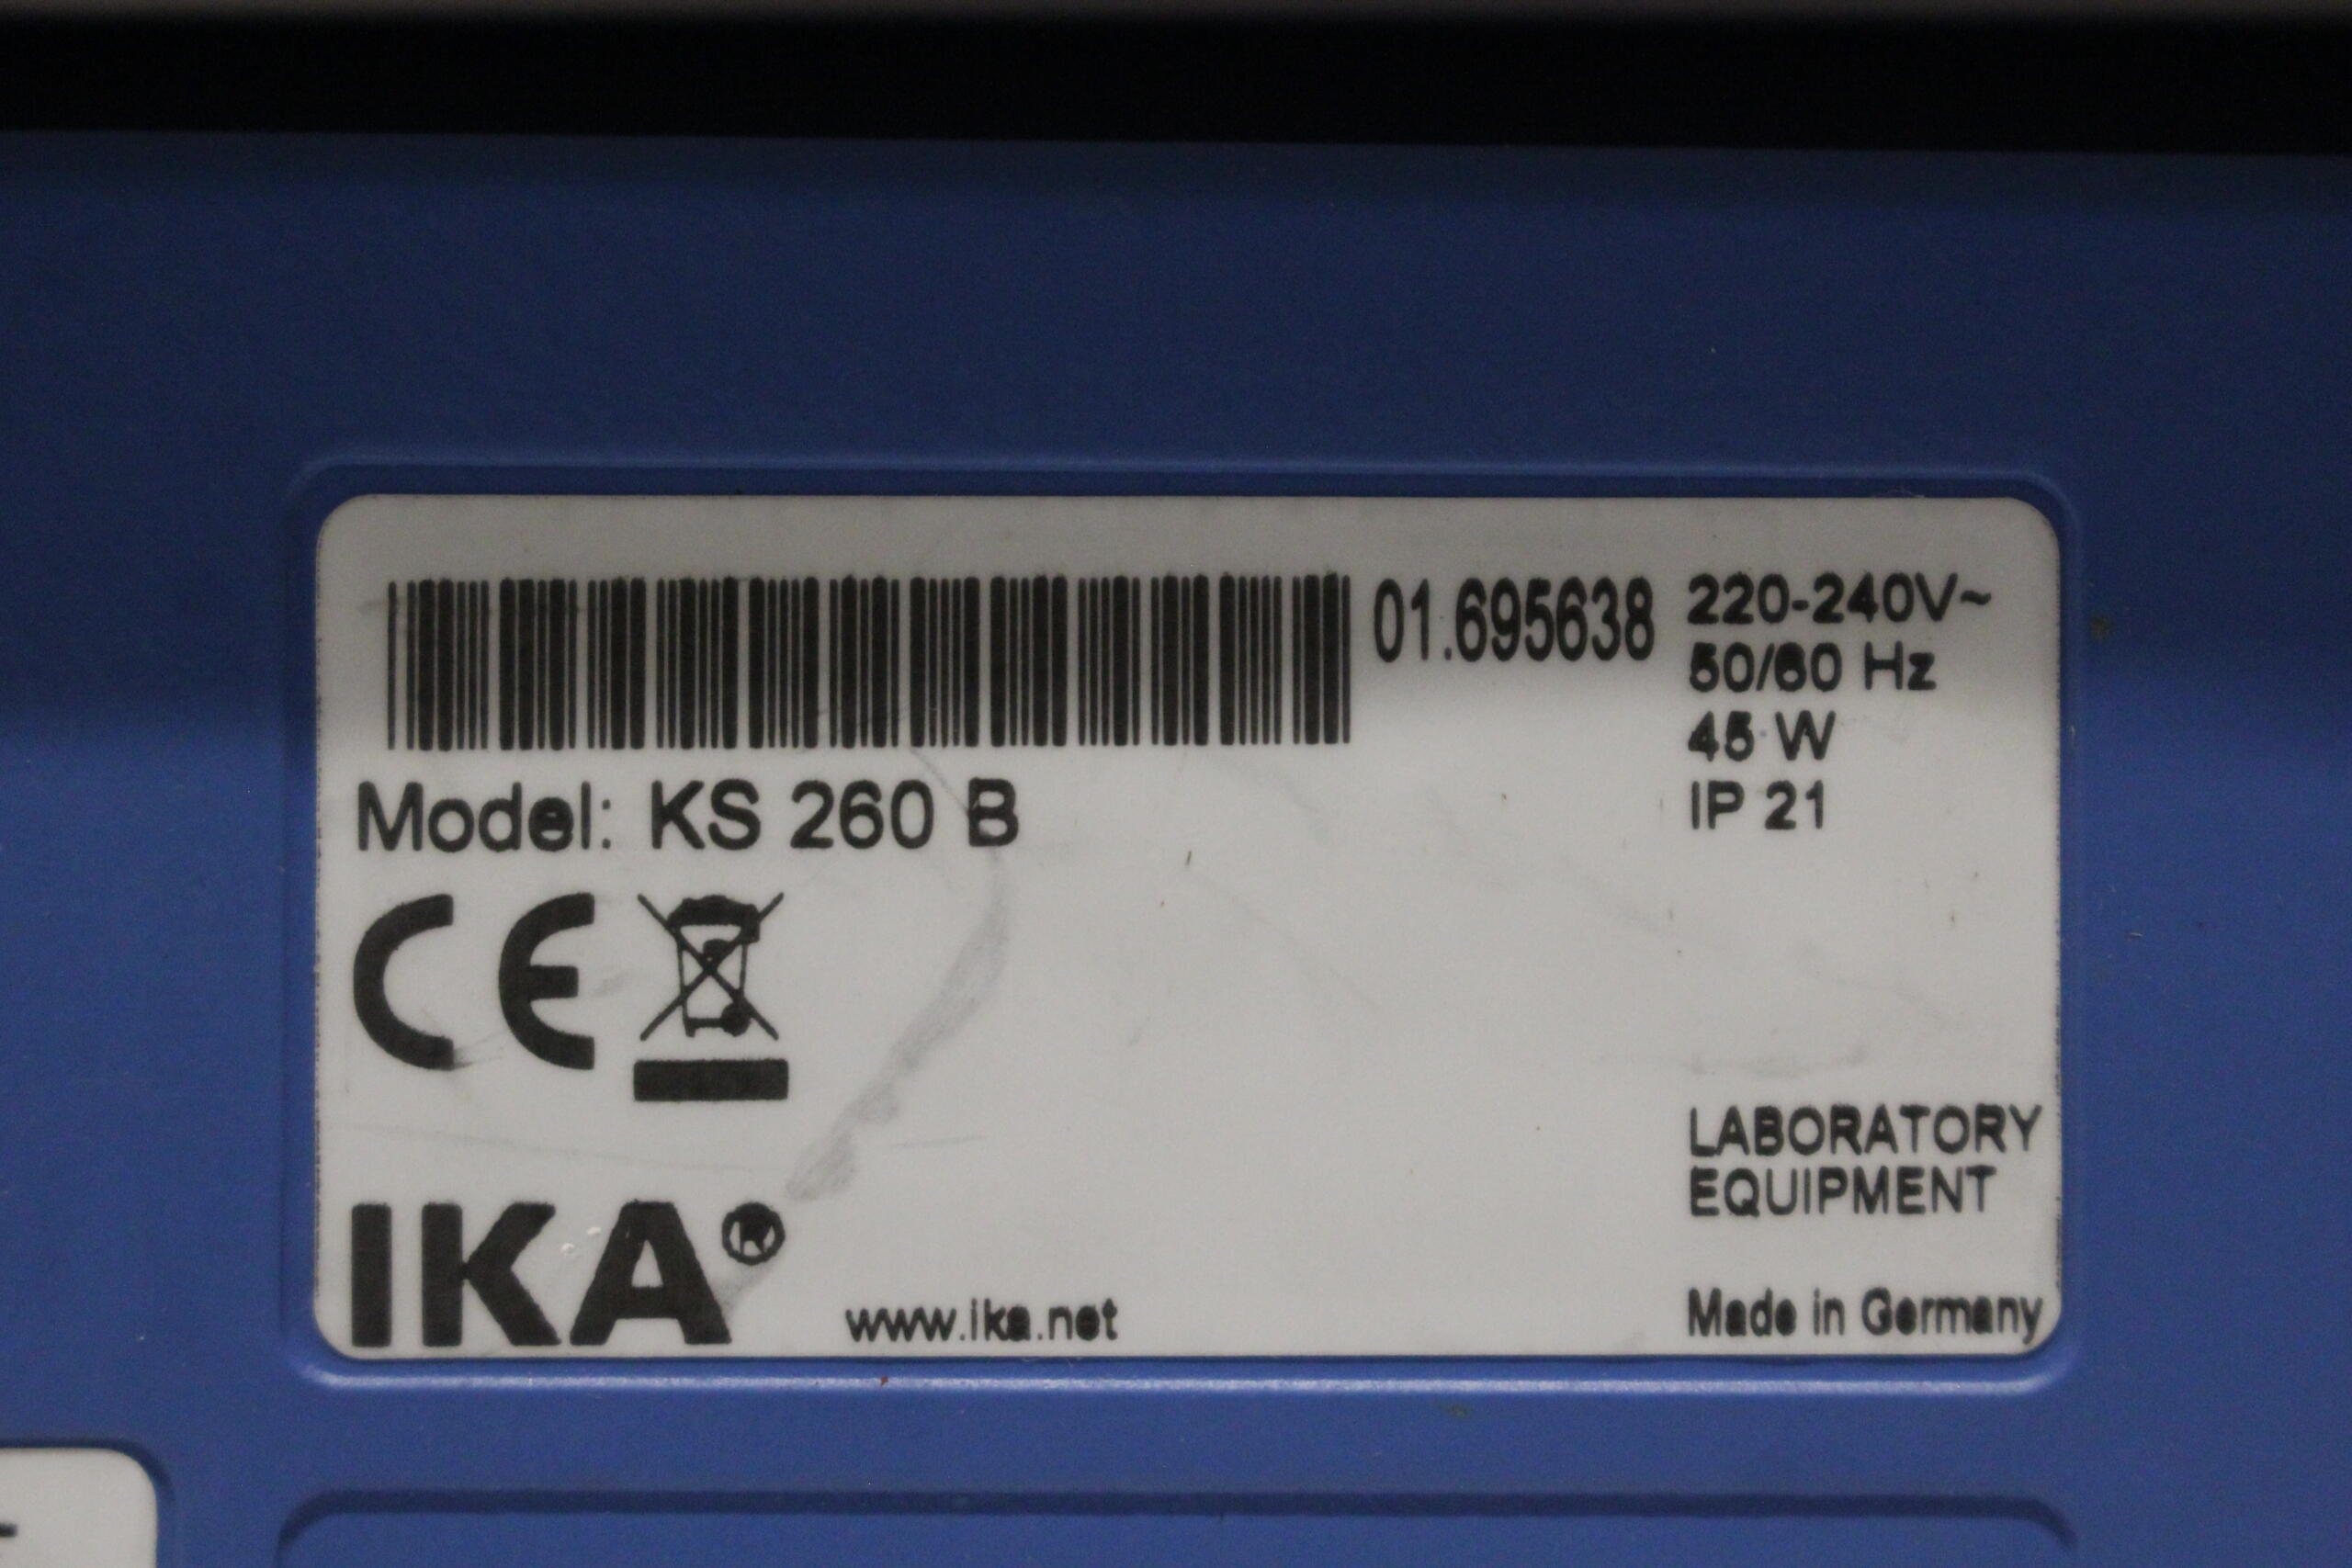 01.695638
220-240V~
50/60 Hz
45 W
IP 21
Model: KS 260 B
CE
LABORATORY
EQUIPMENT
IKA®
www.ika.net
Made in Germany